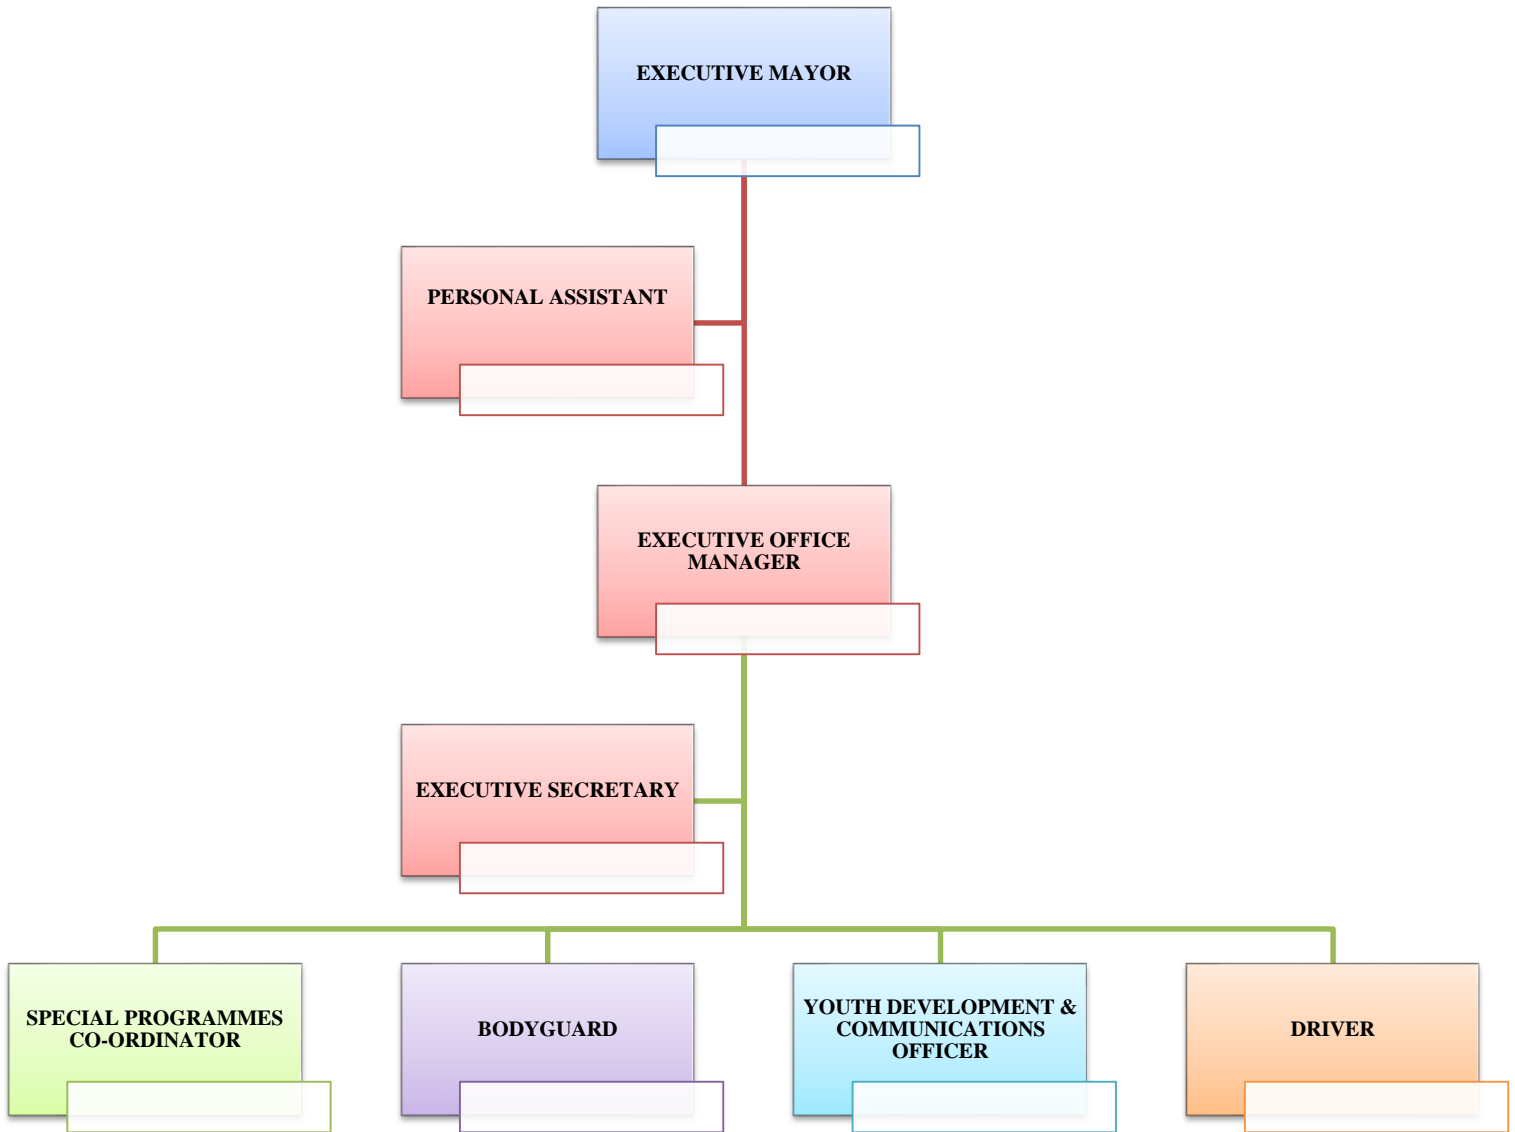 EXECUTIVE MAYOR
PERSONAL ASSISTANT
EXECUTIVE OFFICE
MANAGER
EXECUTIVE SECRETARY
SPECIAL PROGRAMMES
CO-ORDINATOR
BODYGUARD
YOUTH DEVELOPMENT &
COMMUNICATIONS
OFFICER
DRIVER